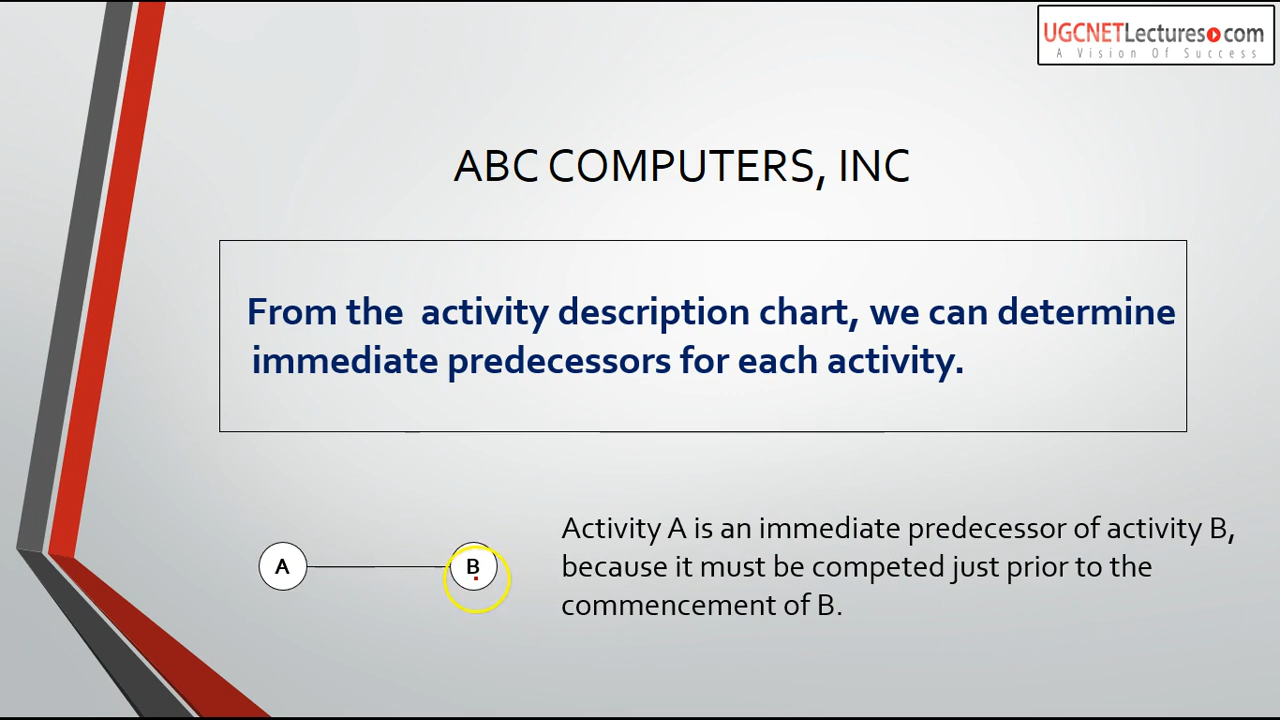 UGCNETLectures.com
A Vision Of Success
ABC COMPUTERS, INC
From the activity description chart, we can determine
immediate predecessors for each activity.
Activity A is an immediate predecessor of activity B,
A B because it must be competed just prior to the
commencement of B.